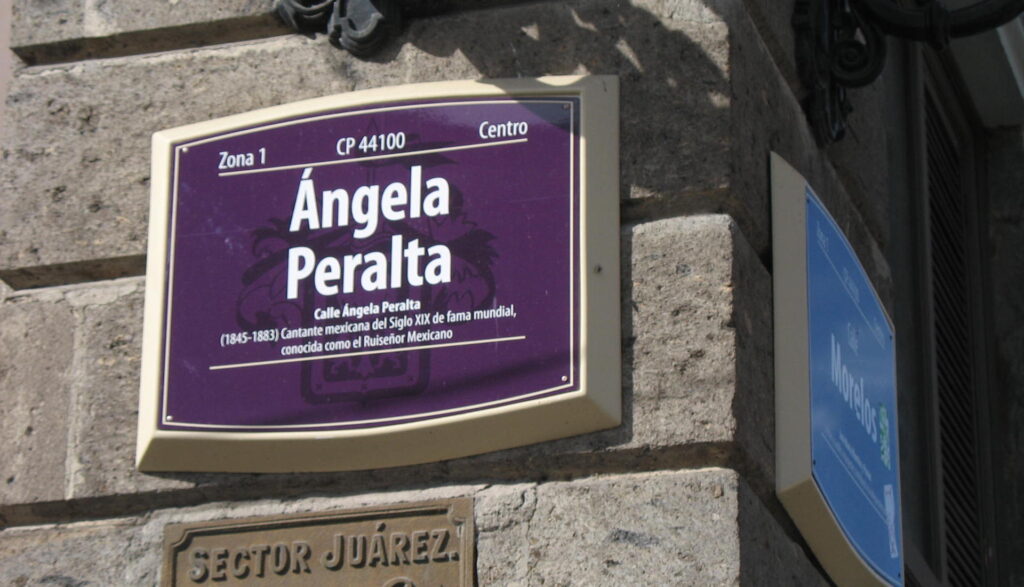 Zona 1 CP 44100 Centro
Ángela
Peralta
Calle Ángela Peralta
(1845-1883) Cantante mexicana del Siglo XIX de fama mundial,
conocida como el Ruiseñor Mexicano
SECTOR JUÁREZ.
Morelos